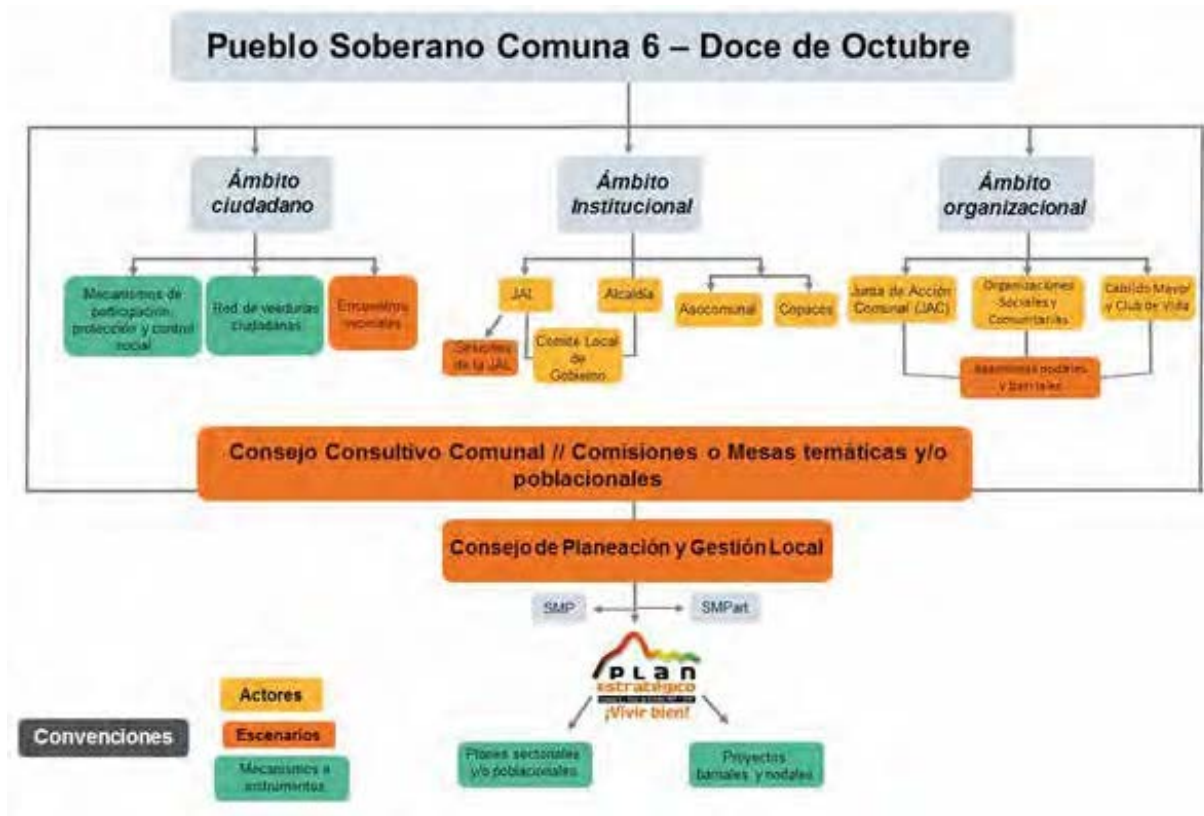 Pueblo Soberano Comuna 6 – Doce de Octubre
Ámbito
ciudadano
Ámbito
Institucional
Ámbito
organizacional
Mecanismos de
participación,
protección y control
social
Red de veedurías
ciudadanas
Encuentros
vecinales
JAL
Alcaldía
Asocomunal
Copacos
Junta de Acción
Comunal (JAC)
Organizaciones
Sociales y
Comunitarias
Cabildo Mayor
y Club de Vida
Sesiones
de la JAL
Comité Local
de
Gobierno
Asambleas nodales
y barriales
Consejo Consultivo Comunal // Comisiones o Mesas temáticas y/o
poblacionales
Consejo de Planeación y Gestión Local
SMP
SMPart
PLan
estratégico
¡Vivir bien!
Convenciones
Actores
Escenarios
Mecanismos e
instrumentos
Planes sectoriales
y/o poblacionales
Proyectos
barriales y nodales